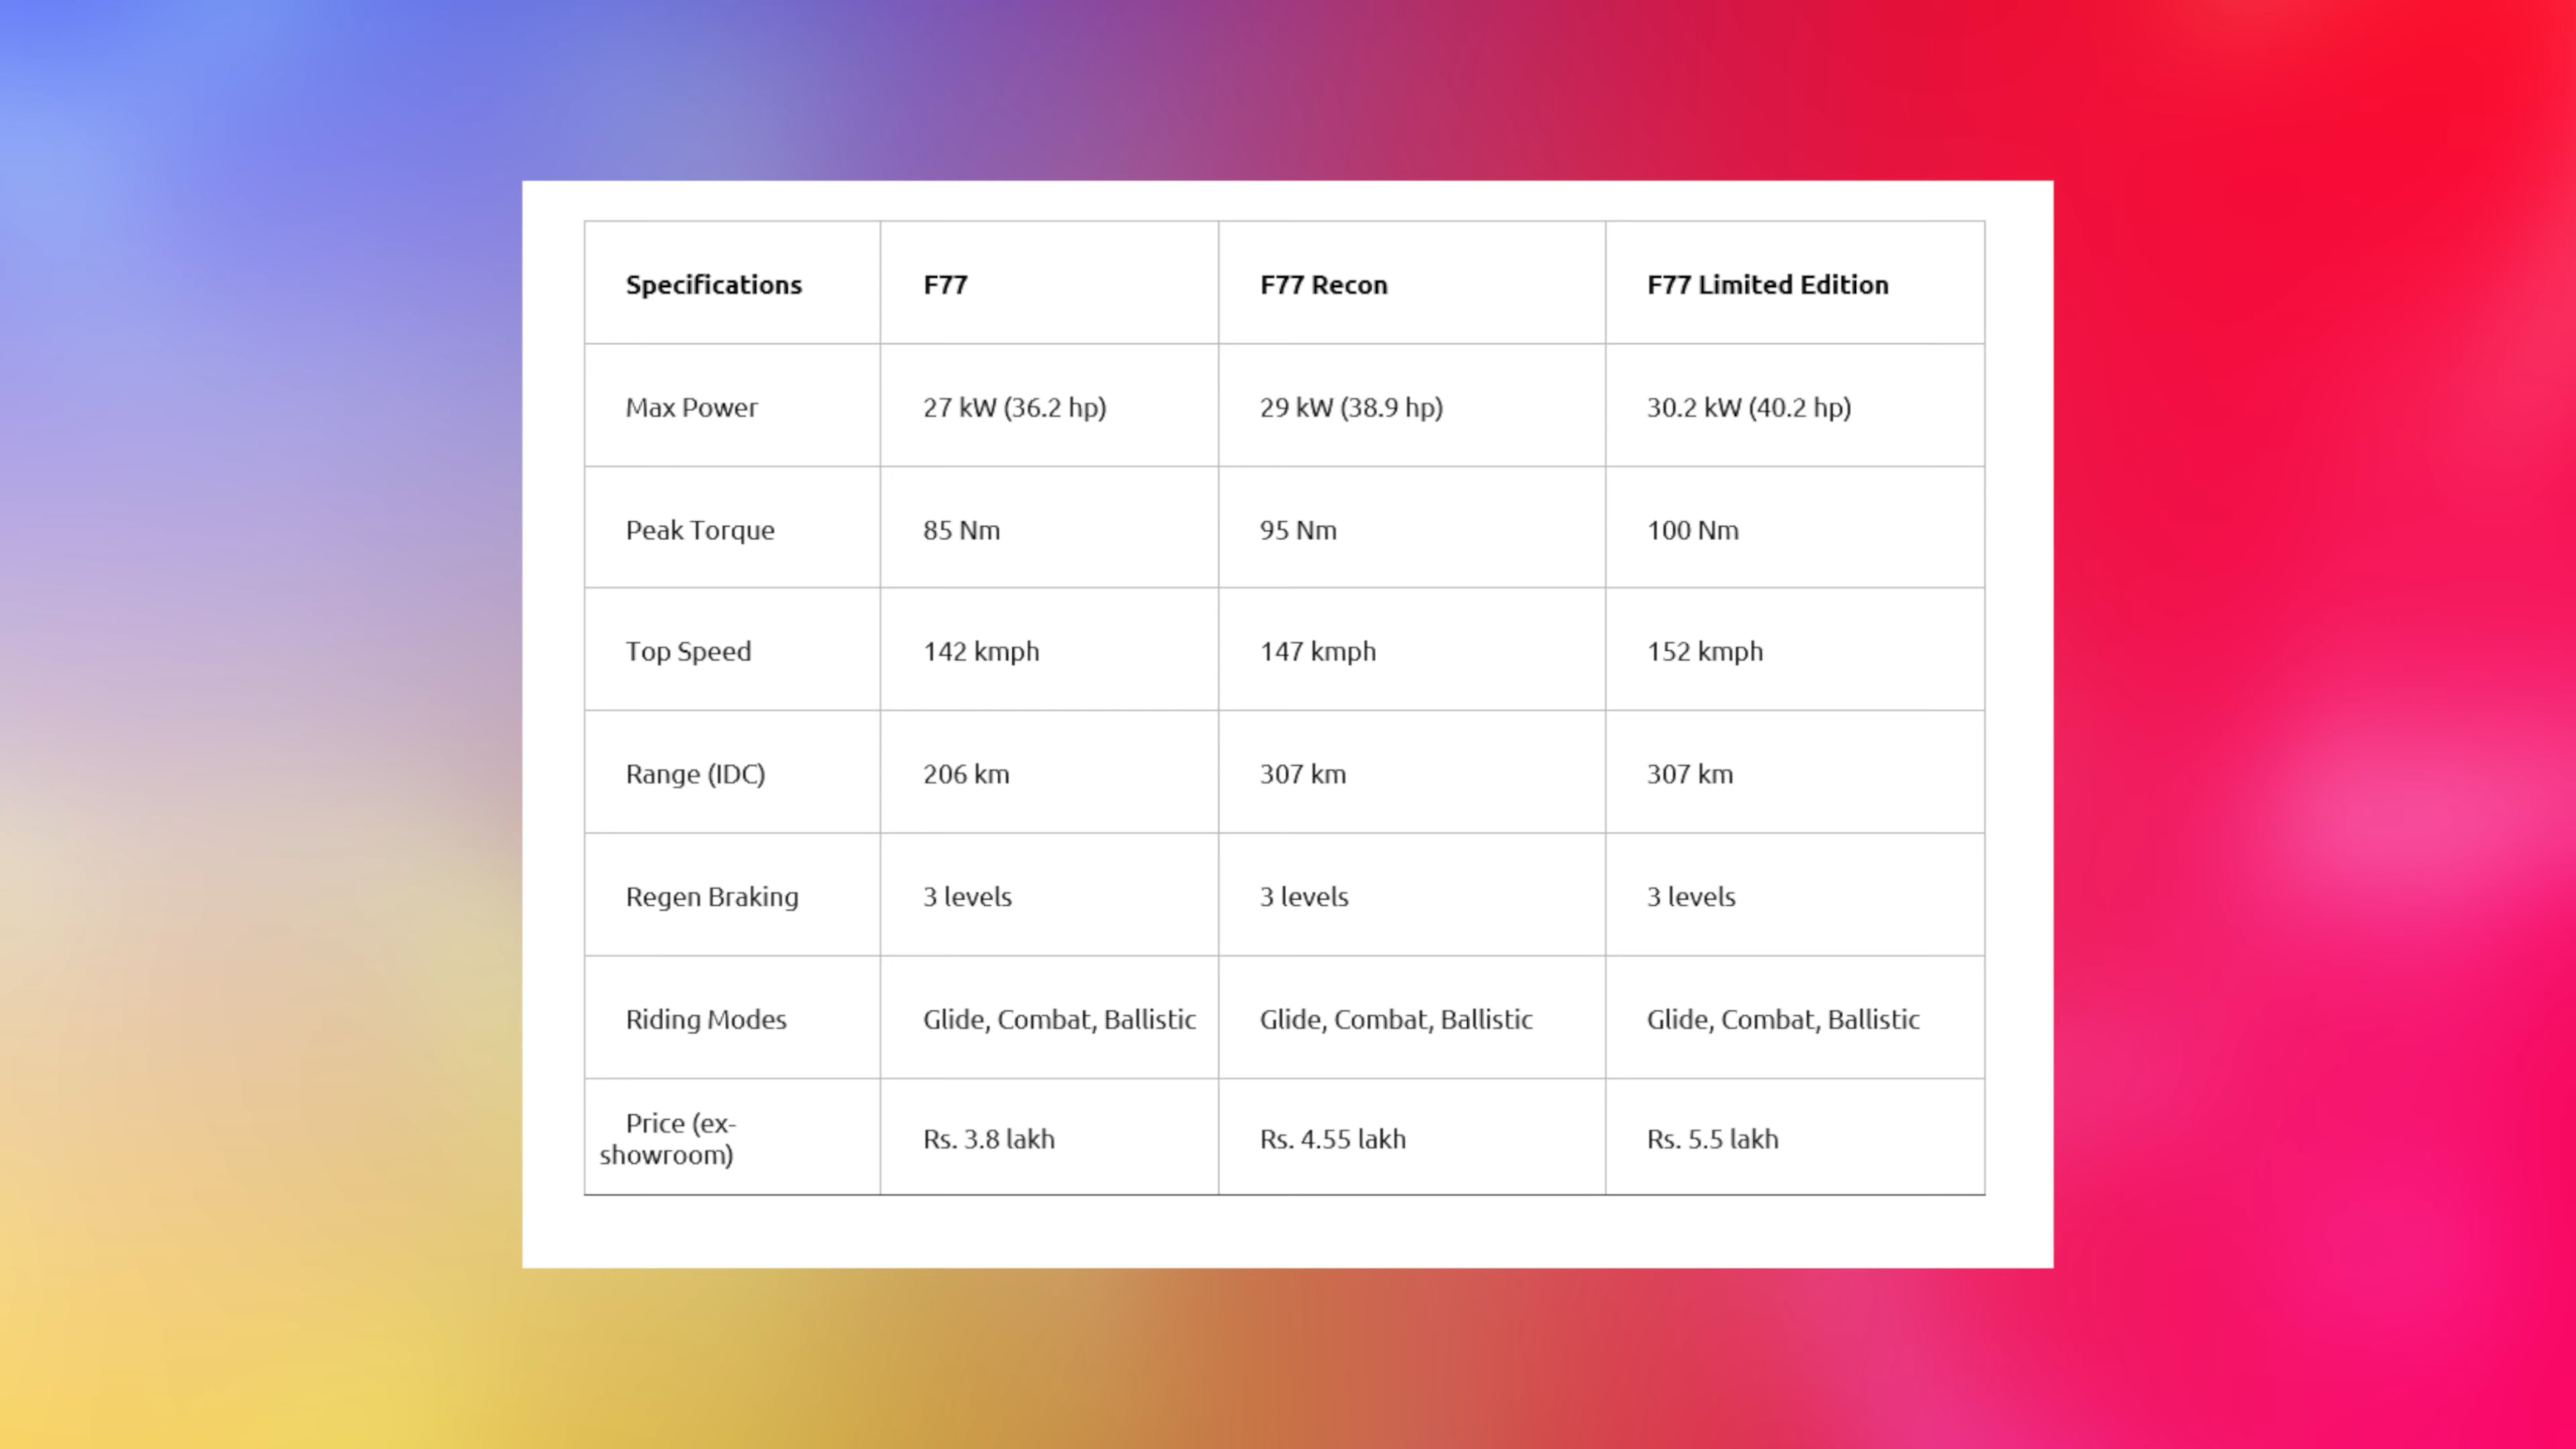 Specifications F77 F77 Recon F77 Limited Edition
Max Power 27 kW (36.2 hp) 29 kW (38.9 hp) 30.2 kW (40.2 hp)
Peak Torque 85 Nm 95 Nm 100 Nm
Top Speed 142 kmph 147 kmph 152 kmph
Range (IDC) 206 km 307 km 307 km
Regen Braking 3 levels 3 levels 3 levels
Riding Modes Glide, Combat, Ballistic Glide, Combat, Ballistic Glide, Combat, Ballistic
Price (ex-
showroom) Rs. 3.8 lakh Rs. 4.55 lakh Rs. 5.5 lakh